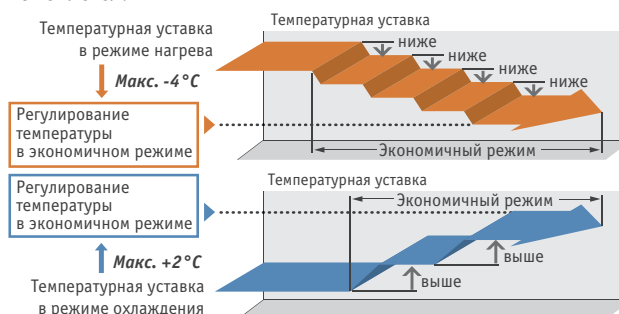 Температурная уставка
в режиме нагрева
Макс. -4°C
Регулирование
температуры
в экономичном режиме
Температурная уставка
ниже
ниже
ниже
ниже
Экономичный режим
Регулирование
температуры
в экономичном режиме
Макс. +2°C
Температурная уставка
в режиме охлаждения
Температурная уставка
Экономичный режим
выше
выше